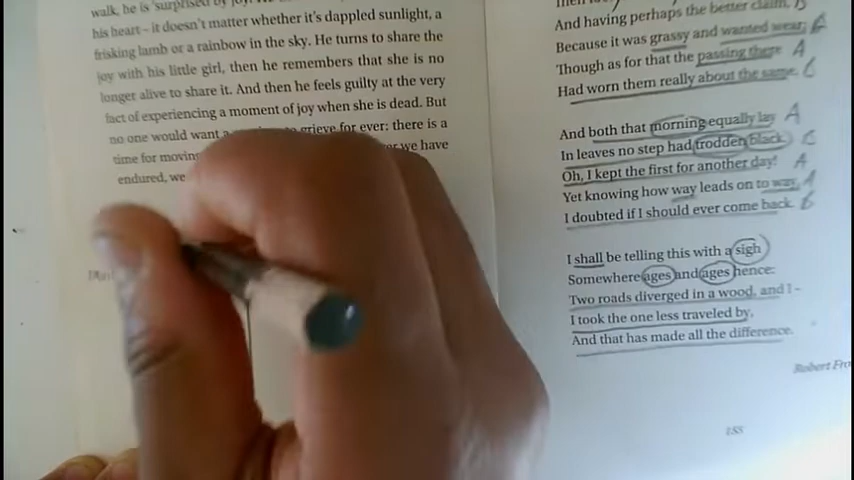 walk, he is 'surprised by joy'.
his heart – it doesn't matter whether it's dappled sunlight, a
frisking lamb or a rainbow in the sky. He turns to share the
joy with his little girl, then he remembers that she is no
longer alive to share it. And then he feels guilty at the very
fact of experiencing a moment of joy when she is dead. But
no one would want a grieve for ever: there is a
time for movin we have
endured, we
And having perhaps the better claim, B
Because it was grassy and wanted wear; A
Though as for that the passing there A
Had worn them really about the same. B
And both that morning equally lay A
In leaves no step had trodden black. B
Oh, I kept the first for another day! A
Yet knowing how way leads on to way, A
I doubted if I should ever come back. B
I shall be telling this with a sigh
Somewhere ages and ages hence:
Two roads diverged in a wood, and I –
I took the one less traveled by,
And that has made all the difference.
Robert Fro
155